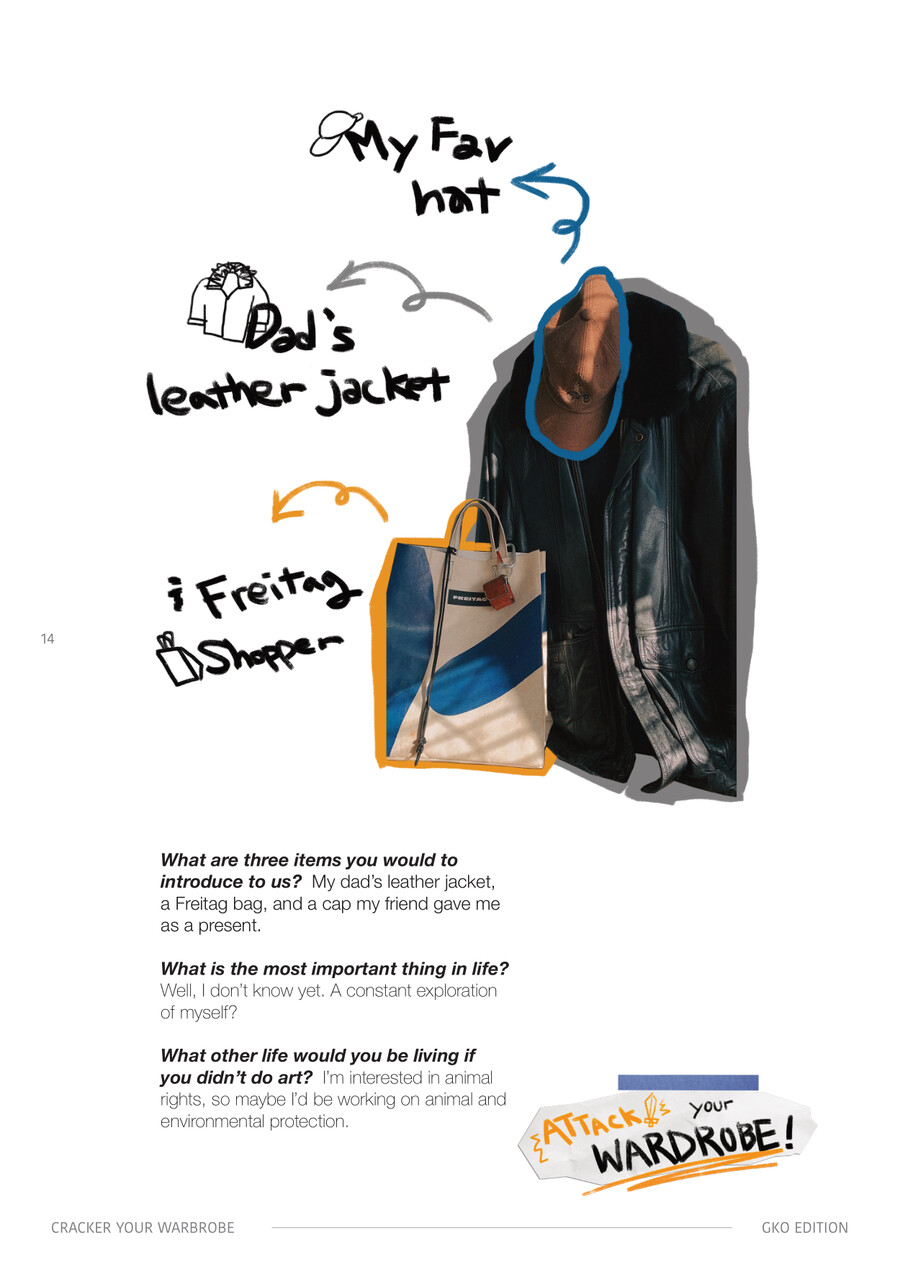 My Fav
hat
Dad's
leather jacket
Freitag
Shopper
FREITAG
14
What are three items you would to
introduce to us? My dad's leather jacket,
a Freitag bag, and a cap my friend gave me
as a present.
What is the most important thing in life?
Well, I don't know yet. A constant exploration
of myself?
What other life would you be living if
you didn't do art? I'm interested in animal
rights, so maybe I'd be working on animal and
environmental protection.
ATTACK your
WARDROBE!
CRACKER YOUR WARBROBE
GKO EDITION